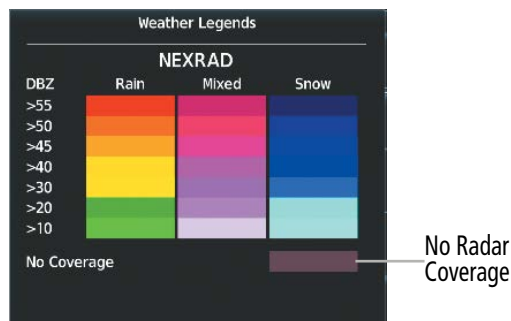 Weather Legends
NEXRAD
DBZ Rain Mixed Snow
>55
>50
>45
>40
>30
>20
>10
No Coverage
No Radar
Coverage